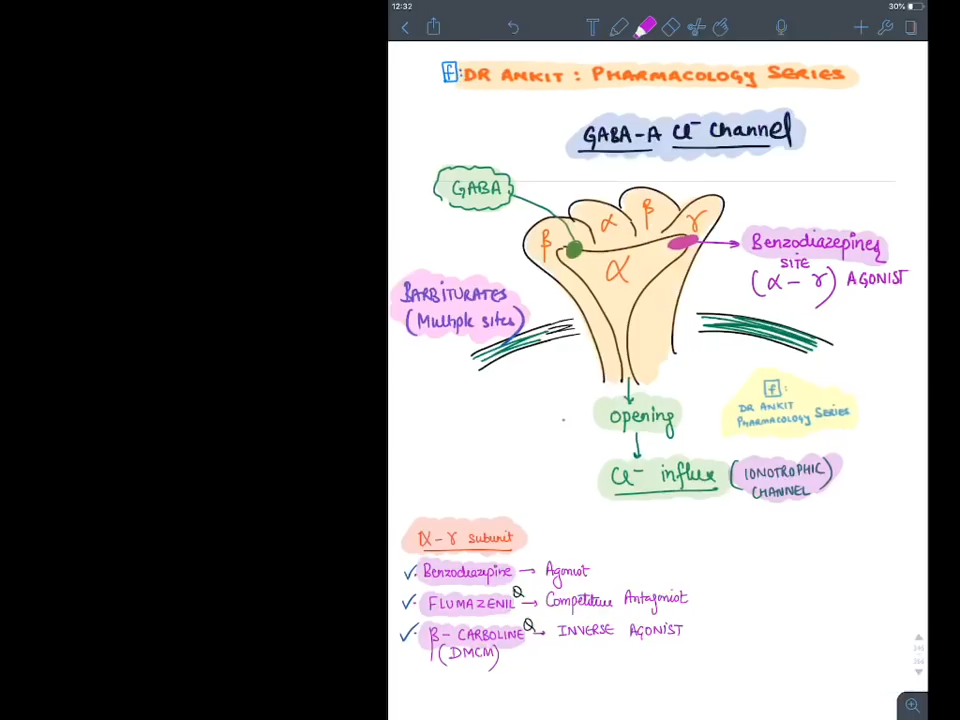 12:32
30%
f: DR ANKIT: PHARMACOLOGY SERIES
GABA-A Cl⁻ Channel
GABA
β
α
β
γ
α
Benzodiazepines
SITE
(α - γ) AGONIST
BARBITURATES
(Multiple sites)
opening
f:
DR ANKIT
PHARMACOLOGY SERIES
Cl⁻ influx (IONOTROPHIC
CHANNEL)
α-γ subunit
✓· Benzodiazepine → Agonist
✓· FLUMAZENIL → Competitive Antagonist
✓· β-CARBOLINE → INVERSE AGONIST
(DMCM)